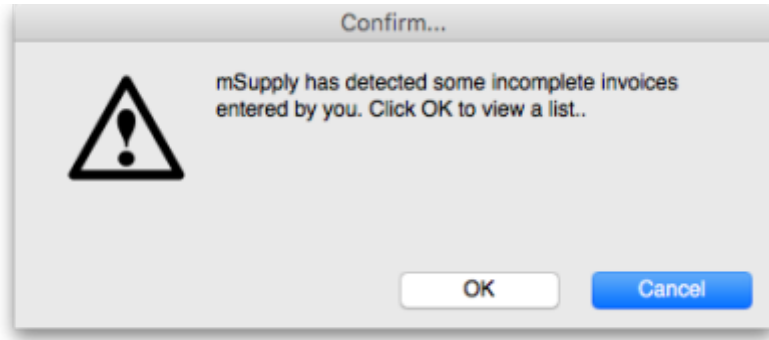 Confirm...
mSupply has detected some incomplete invoices
entered by you. Click OK to view a list..
OK
Cancel